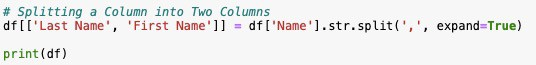 # Splitting a Column into Two Columns
df[['Last Name', 'First Name']] = df['Name'].str.split(',', expand=True)
print(df)